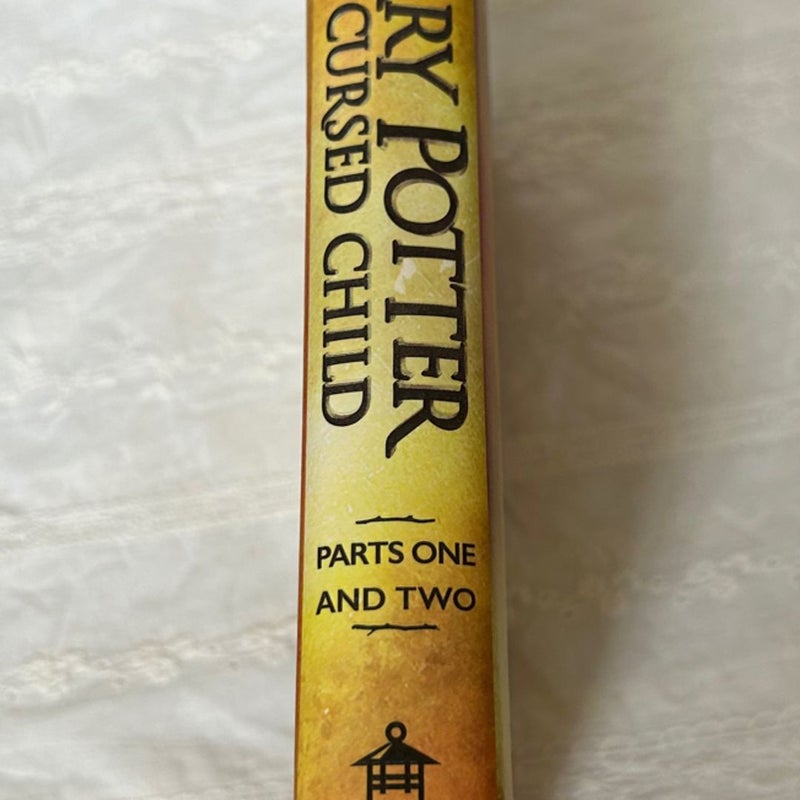 RY POTTER
CURSED CHILD
PARTS ONE
AND TWO